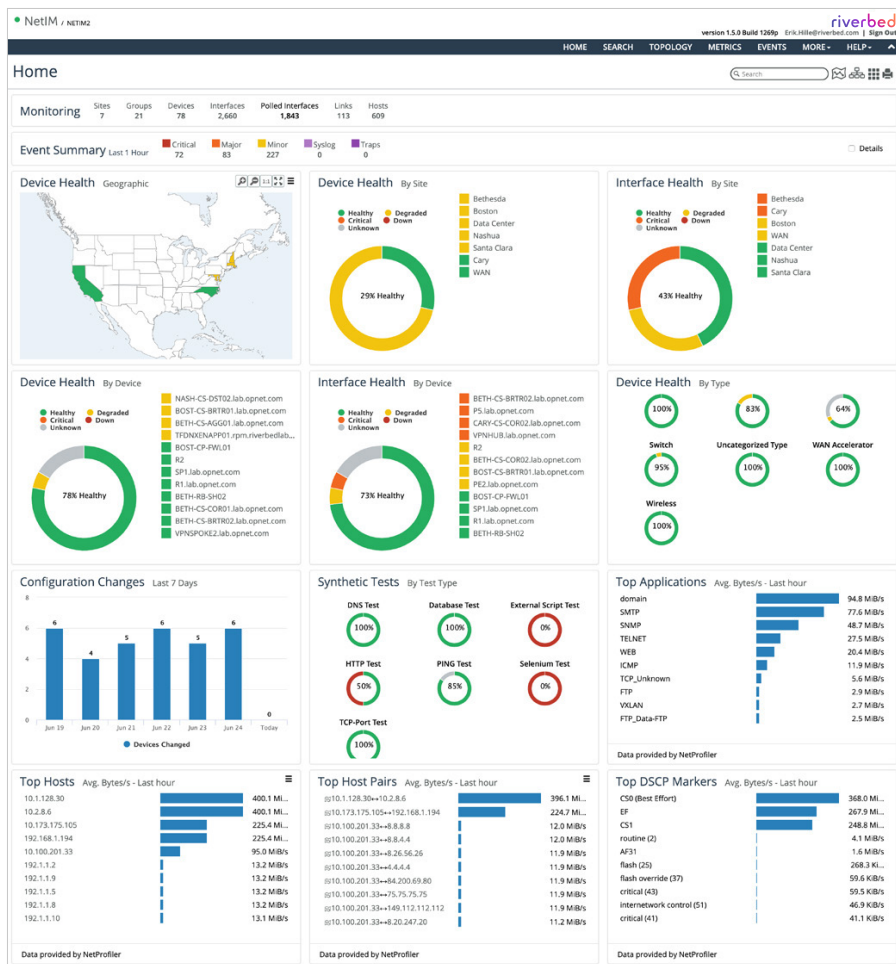 NetIM / NETIM2
riverbed
version 1.5.0 Build 1269p Erik.Hille@riverbed.com | Sign Out
HOME SEARCH TOPOLOGY METRICS EVENTS MORE HELP
Home
Search
Monitoring
Sites Groups Devices Interfaces Polled Interfaces Links Hosts
7 21 78 2,660 1,843 113 609
Event Summary Last 1 Hour
Critical Major Minor Syslog Traps
72 83 227 0 0
Details
Device Health Geographic
1:1
Device Health By Site
Healthy Degraded
Critical Down
Unknown
29% Healthy
Bethesda
Boston
Data Center
Nashua
Santa Clara
Cary
WAN
Interface Health By Site
Healthy Degraded
Critical Down
Unknown
43% Healthy
Bethesda
Cary
Boston
WAN
Data Center
Nashua
Santa Clara
Device Health By Device
Healthy Degraded
Critical Down
Unknown
78% Healthy
NASH-CS-DST02.lab.opnet.com
BOST-CS-BRTR01.lab.opnet.com
BETH-CS-AGG01.lab.opnet.com
TFDNXENAPP01.rpm.riverbedlab...
BOST-CP-FWL01
R2
SP1.lab.opnet.com
R1.lab.opnet.com
BETH-RB-SH02
BETH-CS-COR01.lab.opnet.com
BETH-CS-BRTR02.lab.opnet.com
VPNSPOKE2.lab.opnet.com
Interface Health By Device
Healthy Degraded
Critical Down
Unknown
73% Healthy
BETH-CS-BRTR02.lab.opnet.com
P5.lab.opnet.com
CARY-CS-COR02.lab.opnet.com
VPNHUB.lab.opnet.com
R2
BETH-CS-COR02.lab.opnet.com
BOST-CS-BRTR01.lab.opnet.com
PE2.lab.opnet.com
BOST-CP-FWL01
SP1.lab.opnet.com
R1.lab.opnet.com
BETH-RB-SH02
Device Health By Type
100% 83% 64%
Switch Uncategorized Type WAN Accelerator
95% 100% 100%
Wireless
100%
Configuration Changes Last 7 Days
8
6
4
2
0
6 4 5 6 5 6 0
Jun 19 Jun 20 Jun 21 Jun 22 Jun 23 Jun 24 Today
Devices Changed
Synthetic Tests By Test Type
DNS Test Database Test External Script Test
100% 100% 0%
HTTP Test PING Test Selenium Test
50% 85% 0%
TCP-Port Test
100%
Top Applications Avg. Bytes/s - Last hour
domain 94.8 MiB/s
SMTP 77.6 MiB/s
SNMP 48.7 MiB/s
TELNET 27.5 MiB/s
WEB 20.4 MiB/s
ICMP 11.9 MiB/s
TCP_Unknown 5.6 MiB/s
FTP 2.9 MiB/s
VXLAN 2.7 MiB/s
FTP_Data-FTP 2.5 MiB/s
Data provided by NetProfiler
Top Hosts Avg. Bytes/s - Last hour
10.1.128.30 400.1 Mi...
10.2.8.6 400.1 Mi...
10.173.175.105 225.4 Mi...
192.168.1.194 225.4 Mi...
10.100.201.33 95.0 MiB/s
192.1.1.2 13.2 MiB/s
192.1.1.9 13.2 MiB/s
192.1.1.5 13.2 MiB/s
192.1.1.8 13.2 MiB/s
192.1.1.10 13.1 MiB/s
Data provided by NetProfiler
Top Host Pairs Avg. Bytes/s - Last hour
10.1.128.30↔10.2.8.6 396.1 Mi...
10.173.175.105↔192.168.1.194 224.7 Mi...
10.100.201.33↔8.8.8.8 12.0 MiB/s
10.100.201.33↔8.8.4.4 12.0 MiB/s
10.100.201.33↔8.26.56.26 11.9 MiB/s
10.100.201.33↔4.4.4.4 11.9 MiB/s
10.100.201.33↔84.200.69.80 11.9 MiB/s
10.100.201.33↔75.75.75.75 11.9 MiB/s
10.100.201.33↔149.112.112.112 11.9 MiB/s
10.100.201.33↔8.20.247.20 11.2 MiB/s
Data provided by NetProfiler
Top DSCP Markers Avg. Bytes/s - Last hour
CS0 (Best Effort) 368.0 Mi...
EF 267.9 Mi...
CS1 248.8 Mi...
routine (2) 4.1 MiB/s
AF31 1.6 MiB/s
flash (25) 268.3 Ki...
flash override (37) 59.6 KiB/s
critical (43) 59.5 KiB/s
internetwork control (51) 46.9 KiB/s
critical (41) 41.1 KiB/s
Data provided by NetProfiler